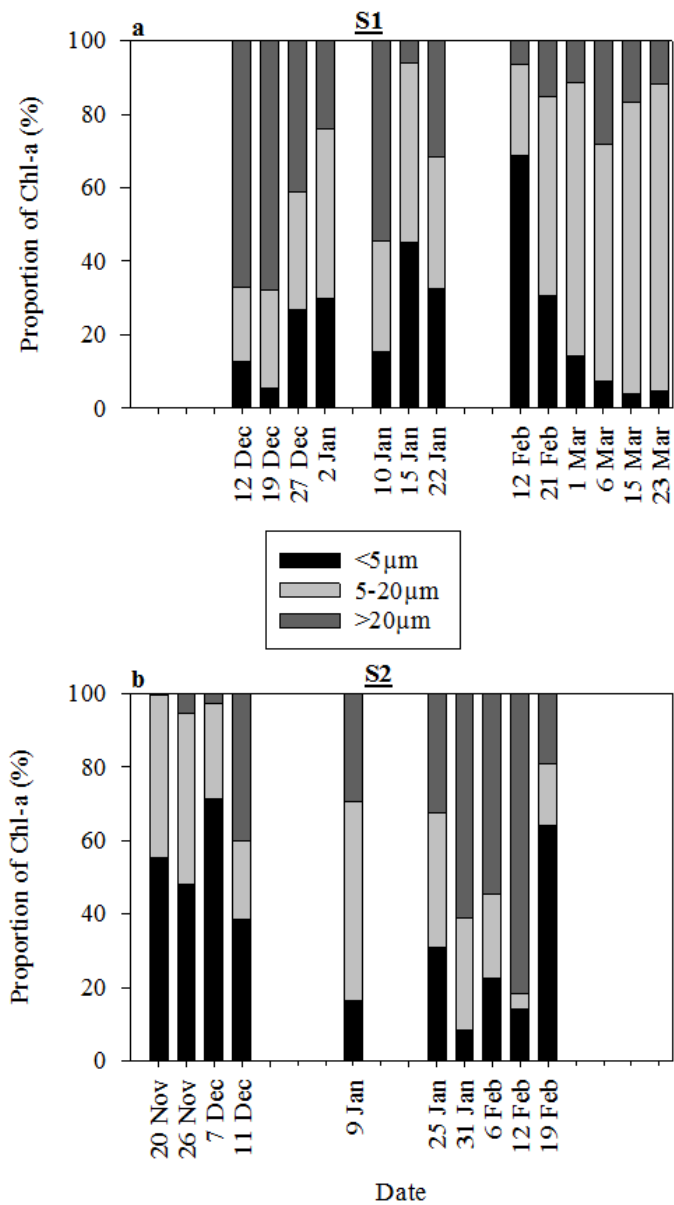 a
S1
Proportion of Chl-a (%)
100
80
60
40
20
0
12 Dec
19 Dec
27 Dec
2 Jan
10 Jan
15 Jan
22 Jan
12 Feb
21 Feb
1 Mar
6 Mar
15 Mar
23 Mar
<5µm
5-20µm
>20µm
b
S2
Proportion of Chl-a (%)
100
80
60
40
20
0
20 Nov
26 Nov
7 Dec
11 Dec
9 Jan
25 Jan
31 Jan
6 Feb
12 Feb
19 Feb
Date